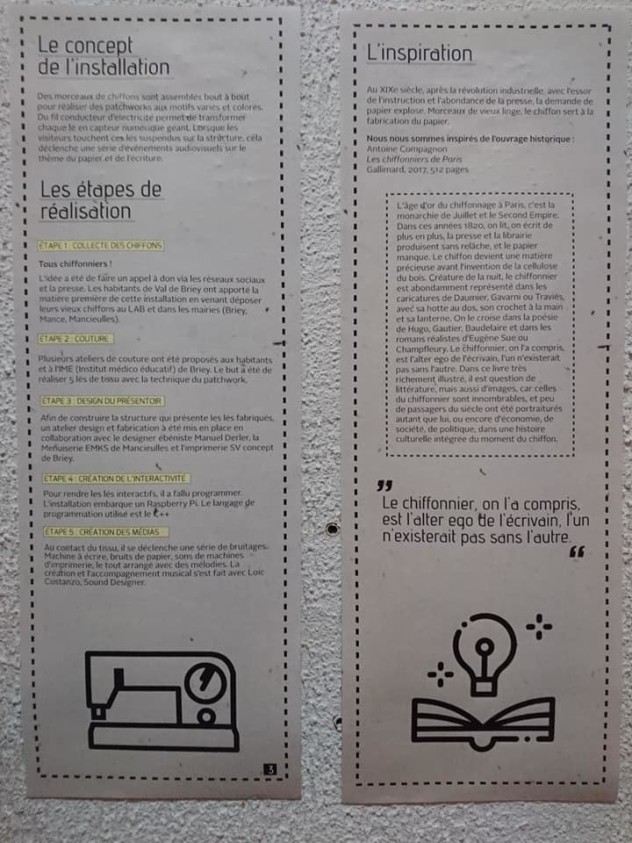 Le concept
de l'installation
Des morceaux de chiffons sont assemblés bout à bout
pour réaliser des patchworks aux motifs variés et colorés.
Du fil conducteur d'électricité permet de transformer
chaque lé en capteur numérique géant. Lorsque les
visiteurs touchent ces lés suspendus sur la structure, cela
déclenche une série d'événements audiovisuels sur le
thème du papier et de l'écriture.
Les étapes de
réalisation
ÉTAPE 1 : COLLECTE DES CHIFFONS
Tous chiffonniers !
L'idée a été de faire un appel à don via les réseaux sociaux
et la presse. Les habitants de Val de Briey ont apporté la
matière première de cette installation en venant déposer
leurs vieux chiffons au LAB et dans les mairies (Briey,
Mance, Mancieulles).
ÉTAPE 2 : COUTURE
Plusieurs ateliers de couture ont été proposés aux habitants
et à l'IME (Institut médico éducatif) de Briey. Le but a été de
réaliser 5 lés de tissu avec la technique du patchwork.
ÉTAPE 3 : DESIGN DU PRÉSENTOIR
Afin de construire la structure qui présente les lés fabriqués,
un atelier design et fabrication a été mis en place en
collaboration avec le designer ébéniste Manuel Derler, la
Menuiserie EMKS de Mancieulles et l'imprimerie SV concept
de Briey.
ÉTAPE 4 : CRÉATION DE L'INTERACTIVITÉ
Pour rendre les lés interactifs, il a fallu programmer.
L'installation embarque un Raspberry Pi. Le langage de
programmation utilisé est le C++
ÉTAPE 5 : CRÉATION DES MÉDIAS
Au contact du tissu, il se déclenche une série de bruitages.
Machine à écrire, bruits de papier, sons de machines
d'imprimerie, le tout arrangé avec des mélodies. La
création et l'accompagnement musical s'est fait avec Loïc
Costanzo, Sound Designer.
3
L'inspiration
Au XIXe siècle, après la révolution industrielle, avec l'essor
de l'instruction et l'abondance de la presse, la demande de
papier explose. Morceaux de vieux linge, le chiffon sert à la
fabrication du papier.
Nous nous sommes inspirés de l'ouvrage historique :
Antoine Compagnon
Les chiffonniers de Paris
Gallimard, 2017, 512 pages
L'âge d'or du chiffonnage à Paris, c'est la
monarchie de Juillet et le Second Empire.
Dans ces années 1820, on lit, on écrit de
plus en plus, la presse et la librairie
produisent sans relâche, et le papier
manque. Le chiffon devient une matière
précieuse avant l'invention de la cellulose
du bois. Créature de la nuit, le chiffonnier
est abondamment représenté dans les
caricatures de Daumier, Gavarni ou Traviès,
avec sa hotte au dos, son crochet à la main
et sa lanterne. On le croise dans la poésie
de Hugo, Gautier, Baudelaire et dans les
romans réalistes d'Eugène Sue ou
Champfleury. Le chiffonnier, on l'a compris,
est l'alter ego de l'écrivain, l'un n'existerait
pas sans l'autre. Dans ce livre très
richement illustré, il est question de
littérature, mais aussi d'images, car celles
du chiffonnier sont innombrables, et peu
de passagers du siècle ont été portraiturés
autant que lui, ou encore d'économie, de
société, de politique, dans une histoire
culturelle intégrée du moment du chiffon.
”
Le chiffonnier, on l'a compris,
est l'alter ego de l'écrivain, l'un
n'existerait pas sans l'autre.
“